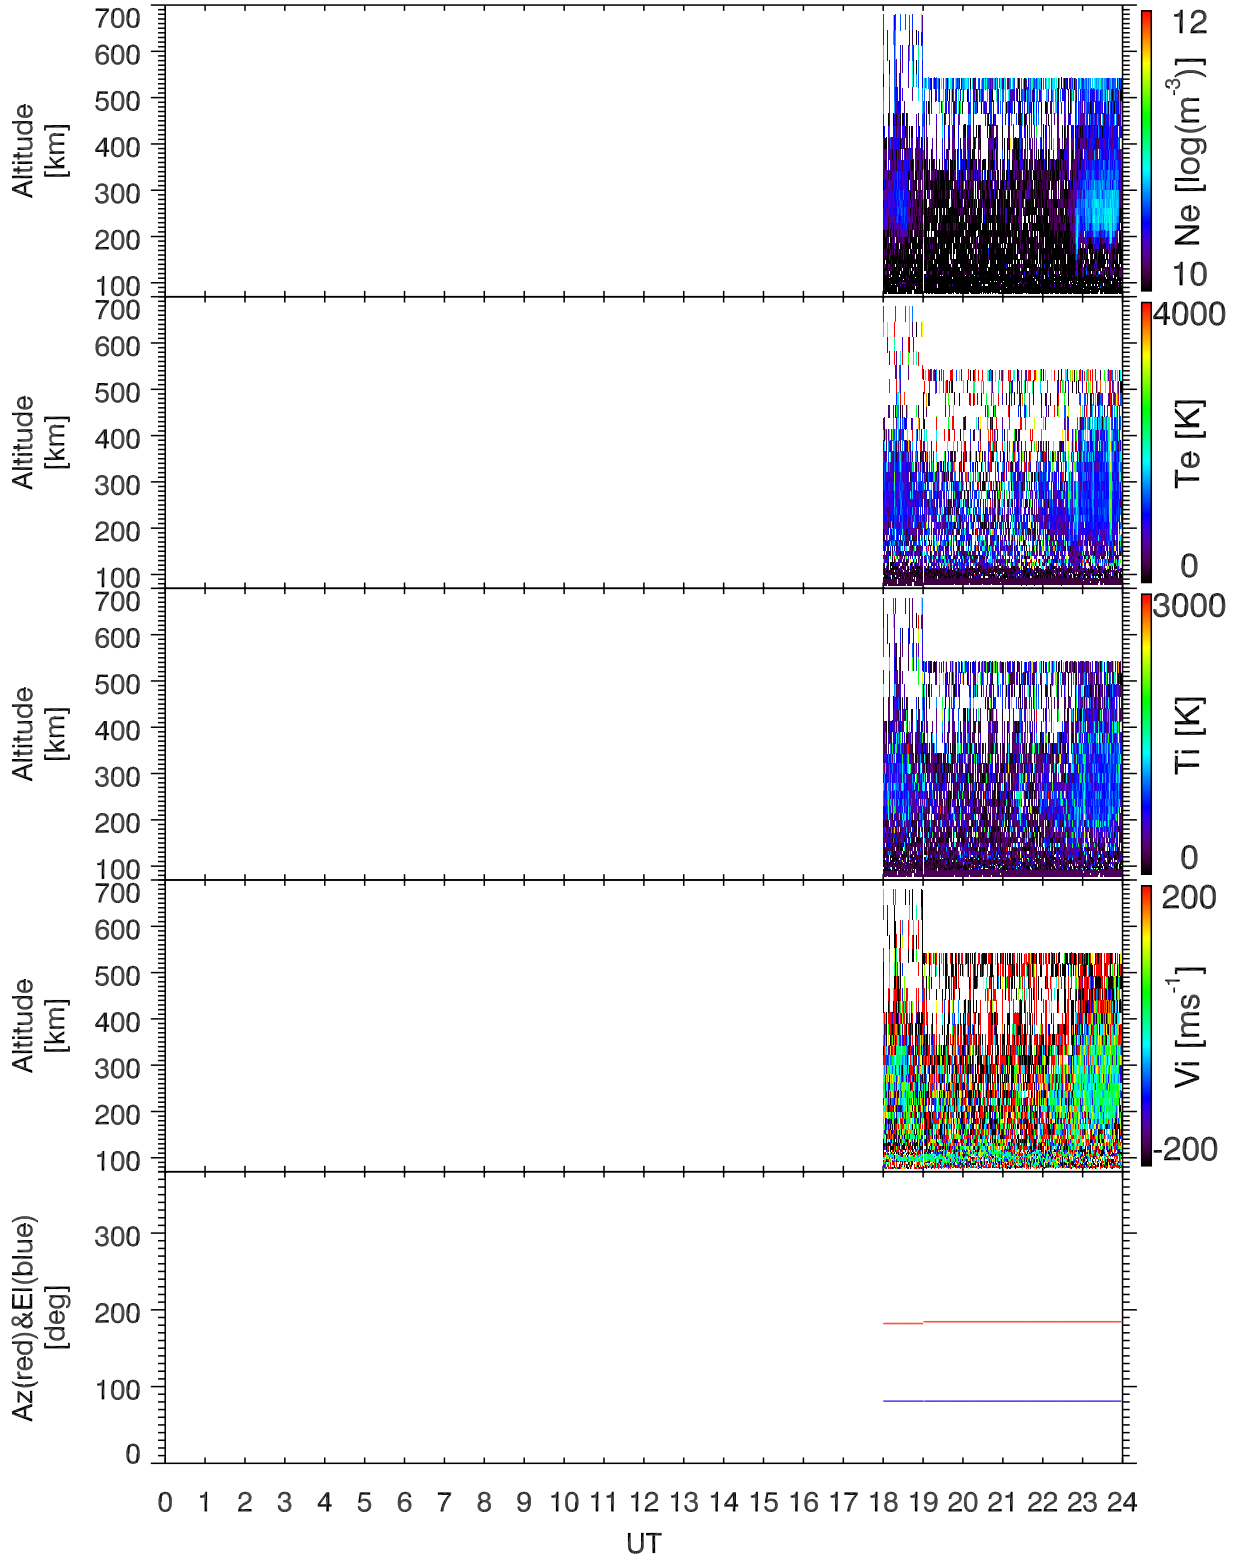 700
600
500
400
300
200
100
Altitude
[km]
12
10
Ne [log(m⁻³)]
700
600
500
400
300
200
100
Altitude
[km]
4000
0
Te [K]
700
600
500
400
300
200
100
Altitude
[km]
3000
0
Ti [K]
700
600
500
400
300
200
100
Altitude
[km]
200
-200
Vi [ms⁻¹]
300
200
100
0
Az(red)&El(blue)
[deg]
0 1 2 3 4 5 6 7 8 9 10 11 12 13 14 15 16 17 18 19 20 21 22 23 24
UT